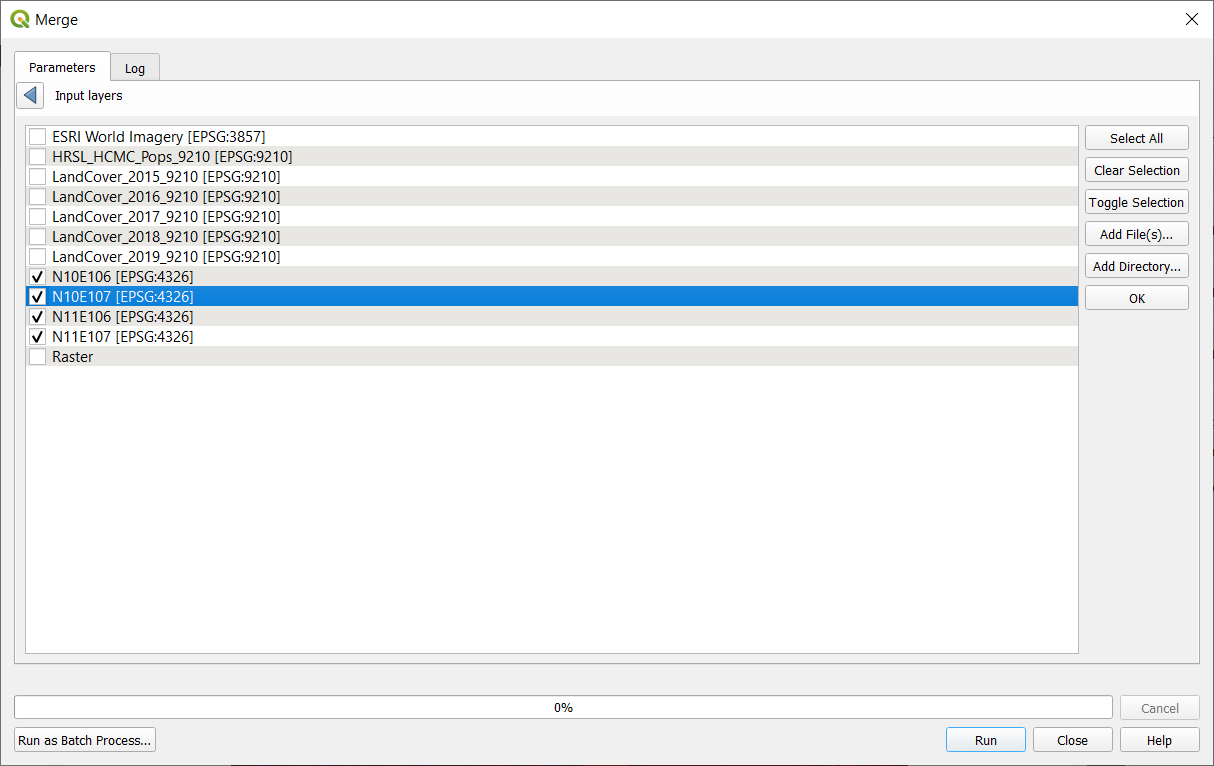 Merge
Parameters
Log
Input layers
ESRI World Imagery [EPSG:3857]
HRSL_HCMC_Pops_9210 [EPSG:9210]
LandCover_2015_9210 [EPSG:9210]
LandCover_2016_9210 [EPSG:9210]
LandCover_2017_9210 [EPSG:9210]
LandCover_2018_9210 [EPSG:9210]
LandCover_2019_9210 [EPSG:9210]
N10E106 [EPSG:4326]
N10E107 [EPSG:4326]
N11E106 [EPSG:4326]
N11E107 [EPSG:4326]
Raster
Select All
Clear Selection
Toggle Selection
Add File(s)...
Add Directory...
OK
0%
Cancel
Run as Batch Process...
Run
Close
Help